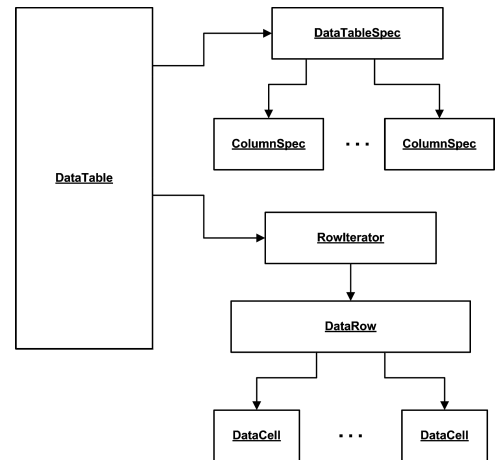 DataTableSpec
ColumnSpec ... ColumnSpec
DataTable
RowIterator
DataRow
DataCell ... DataCell